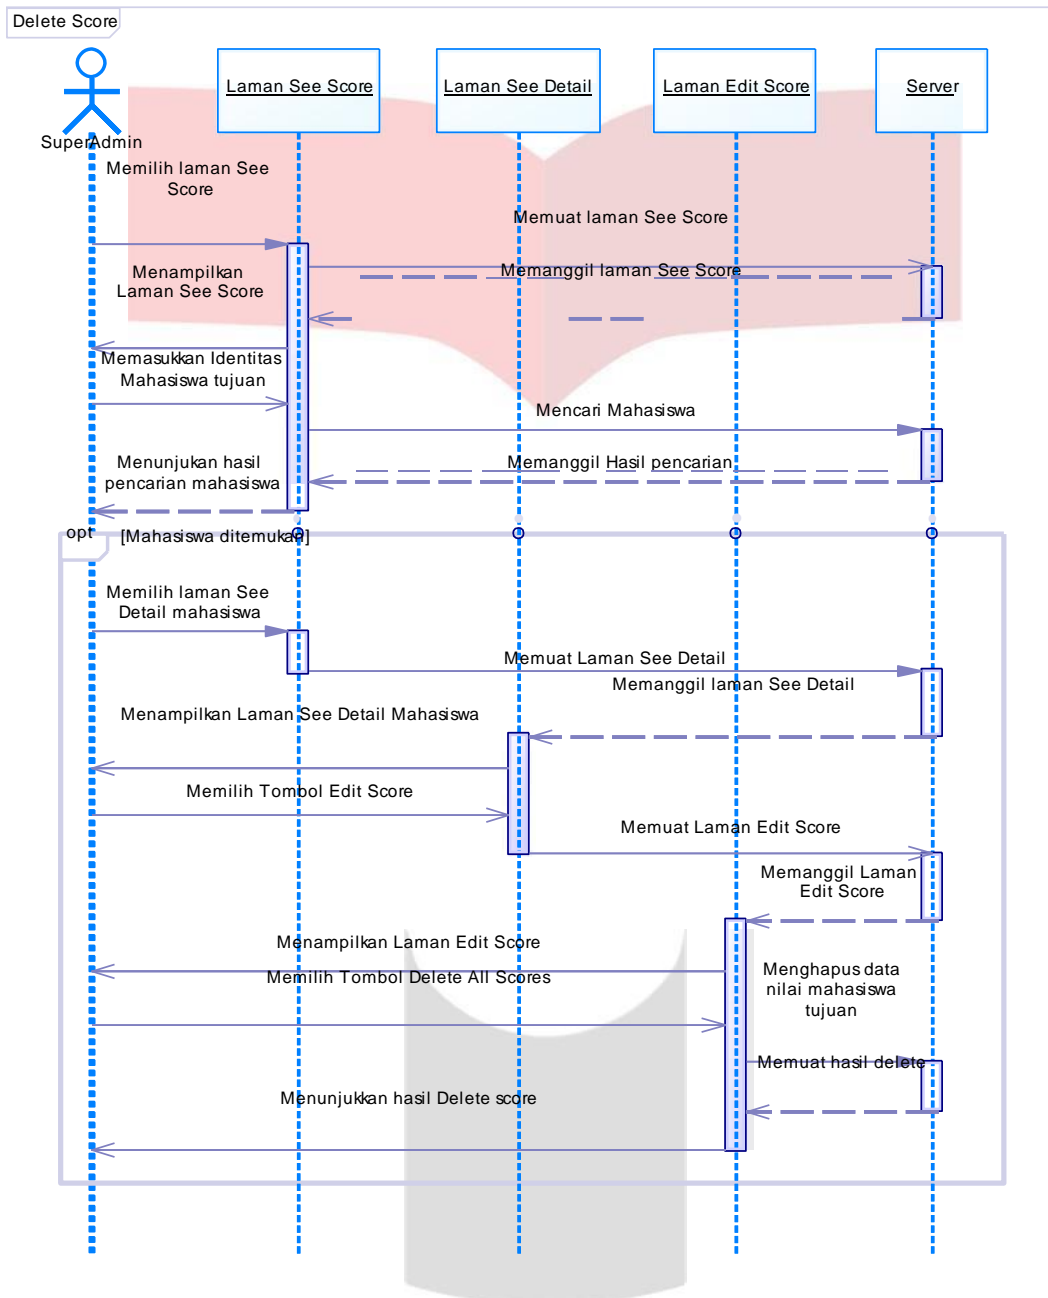 Delete Score
Laman See Score
Laman See Detail
Laman Edit Score
Server
SuperAdmin
Memilih laman See
Score
Memuat laman See Score
Menampilkan
Laman See Score
Memanggil laman See Score
Memasukkan Identitas
Mahasiswa tujuan
Mencari Mahasiswa
Menunjukan hasil
pencarian mahasiswa
Memanggil Hasil pencarian
opt
[Mahasiswa ditemukan]
Memilih laman See
Detail mahasiswa
Memuat Laman See Detail
Memanggil laman See Detail
Menampilkan Laman See Detail Mahasiswa
Memilih Tombol Edit Score
Memuat Laman Edit Score
Memanggil Laman
Edit Score
Menampilkan Laman Edit Score
Memilih Tombol Delete All Scores
Menghapus data
nilai mahasiswa
tujuan
Memuat hasil delete
Menunjukkan hasil Delete score